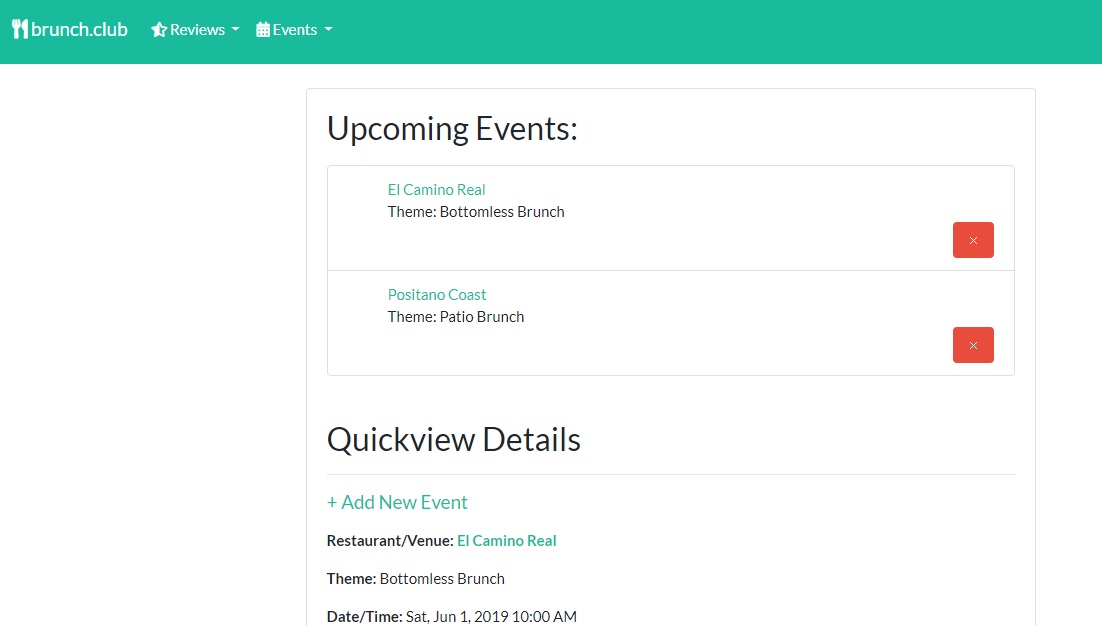 brunch.club Reviews Events
Upcoming Events:
El Camino Real
Theme: Bottomless Brunch
×
Positano Coast
Theme: Patio Brunch
×
Quickview Details
+ Add New Event
Restaurant/Venue: El Camino Real
Theme: Bottomless Brunch
Date/Time: Sat, Jun 1, 2019 10:00 AM